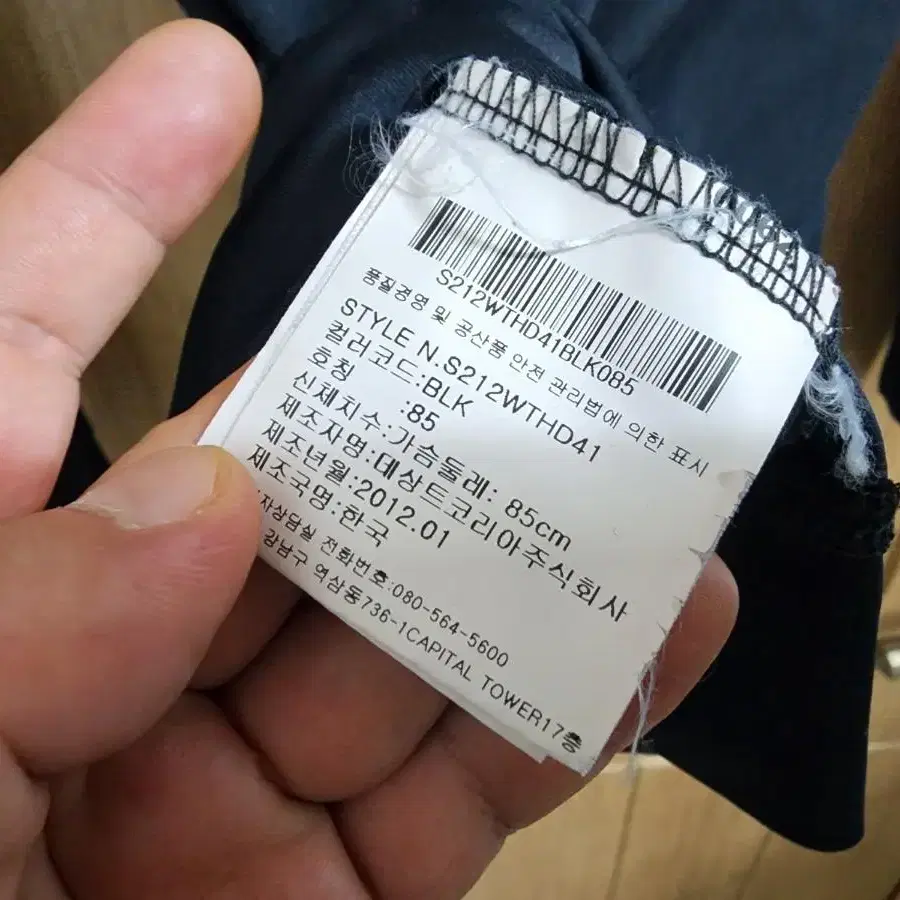 S212WTHD41BLK085
품질경영 및 공산품 안전 관리법에 의한 표시
STYLE N.S212WTHD41
컬러코드:BLK
호칭 :85
신체치수:가슴둘레: 85cm
제조자명:데상트코리아주식회사
제조년월:2012.01
제조국명:한국
자상담실 전화번호:080-564-5600
강남구 역삼동736-1CAPITAL TOWER17층